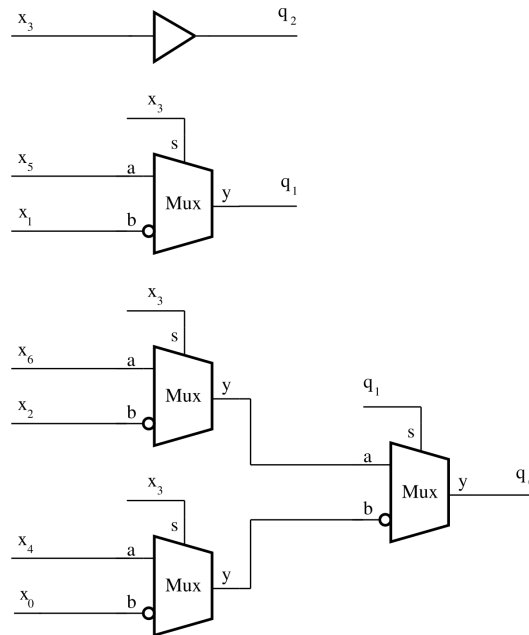 x3 q2
x3
s
x5 a
Mux y q1
x1 b
x3
s
x6 a
Mux y
x2 b
q1
s
a
Mux y q
b
x3
s
x4 a
Mux y
x0 b